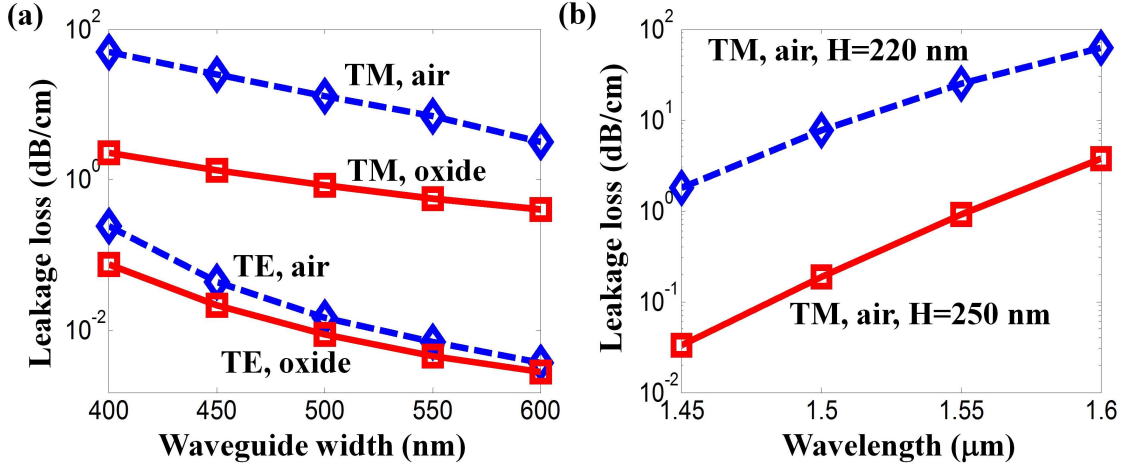 (a)
Leakage loss (dB/cm)
10²
10⁰
10⁻²
TM, air
TM, oxide
TE, air
TE, oxide
400 450 500 550 600
Waveguide width (nm)
(b)
Leakage loss (dB/cm)
10²
10¹
10⁰
10⁻¹
10⁻²
TM, air, H=220 nm
TM, air, H=250 nm
1.45 1.5 1.55 1.6
Wavelength (μm)